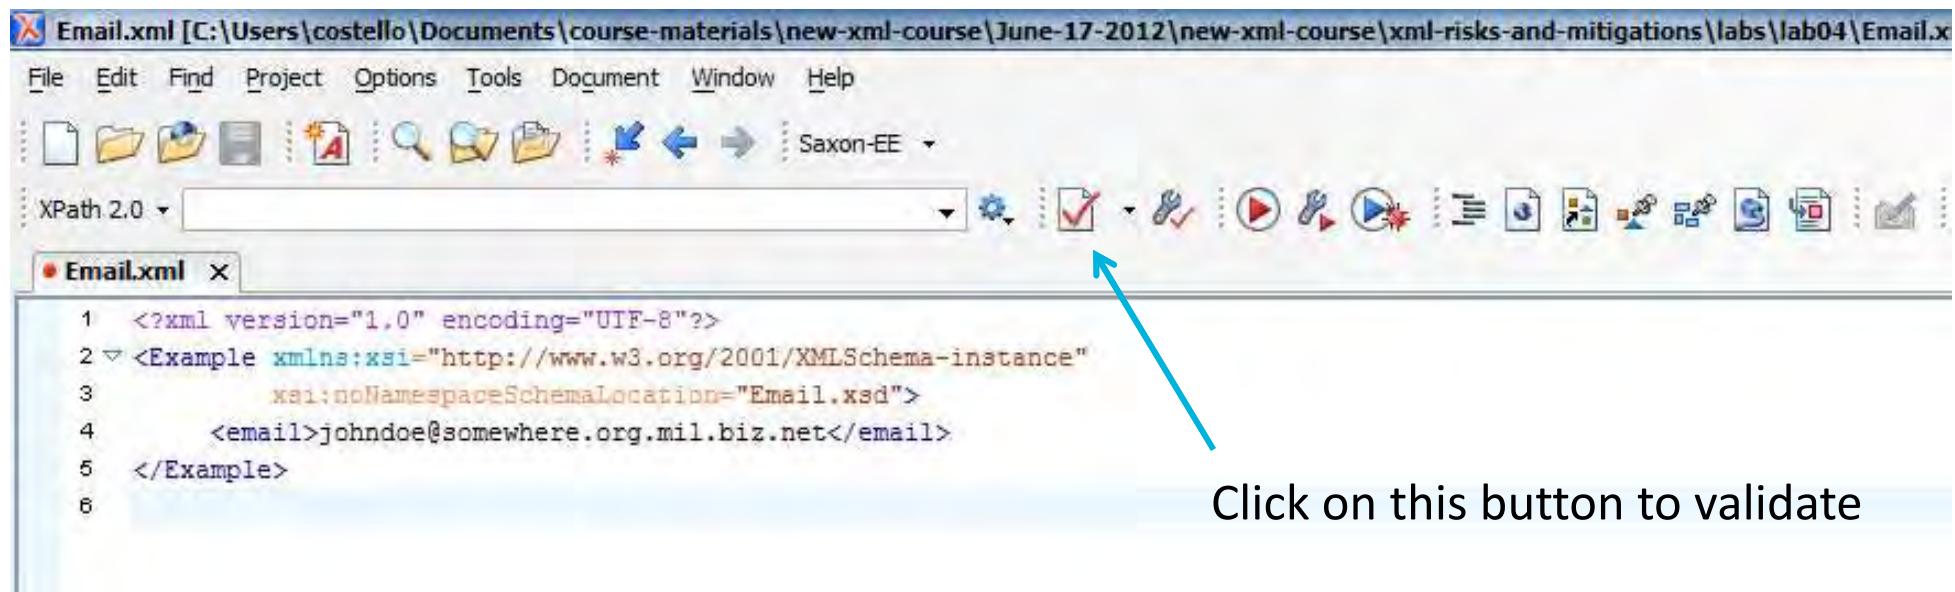 Email.xml [C:\Users\costello\Documents\course-materials\new-xml-course\June-17-2012\new-xml-course\xml-risks-and-mitigations\labs\lab04\Email.x
File Edit Find Project Options Tools Document Window Help
Saxon-EE
XPath 2.0
Email.xml
1 <?xml version="1.0" encoding="UTF-8"?>
2 <Example xmlns:xsi="http://www.w3.org/2001/XMLSchema-instance"
3 xsi:noNamespaceSchemaLocation="Email.xsd">
4 <email>johndoe@somewhere.org.mil.biz.net</email>
5 </Example>
6
Click on this button to validate